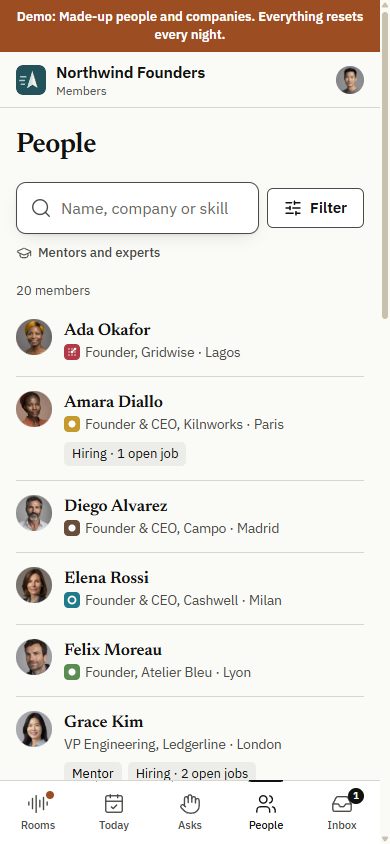 Demo: Made-up people and companies. Everything resets
every night.
Northwind Founders
Members
People
Name, company or skill
Filter
Mentors and experts
20 members
Ada Okafor
Founder, Gridwise · Lagos
Amara Diallo
Founder & CEO, Kilnworks · Paris
Hiring · 1 open job
Diego Alvarez
Founder & CEO, Campo · Madrid
Elena Rossi
Founder & CEO, Cashwell · Milan
Felix Moreau
Founder, Atelier Bleu · Lyon
Grace Kim
VP Engineering, Ledgerline · London
Mentor Hiring · 2 open jobs
1
Rooms Today Asks People Inbox